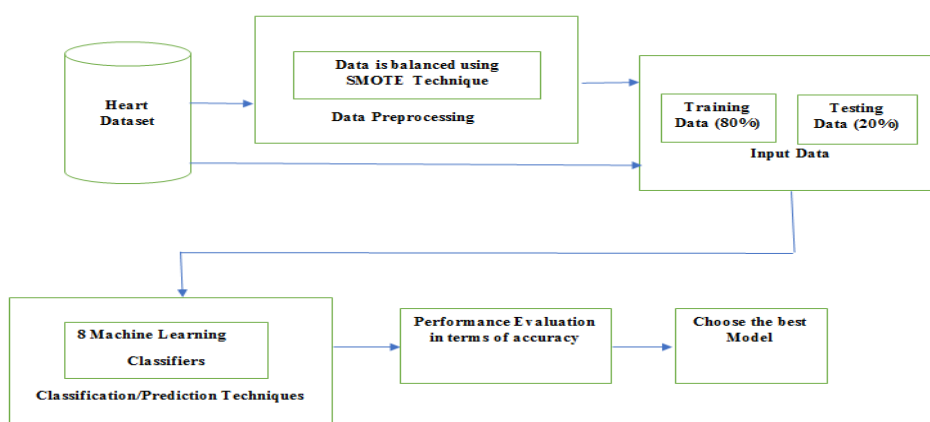 Heart
Dataset
Data is balanced using
SMOTE Technique
Data Preprocessing
Training
Data (80%)
Testing
Data (20%)
Input Data
8 Machine Learning
Classifiers
Classification/Prediction Techniques
Performance Evaluation
in terms of accuracy
Choose the best
Model